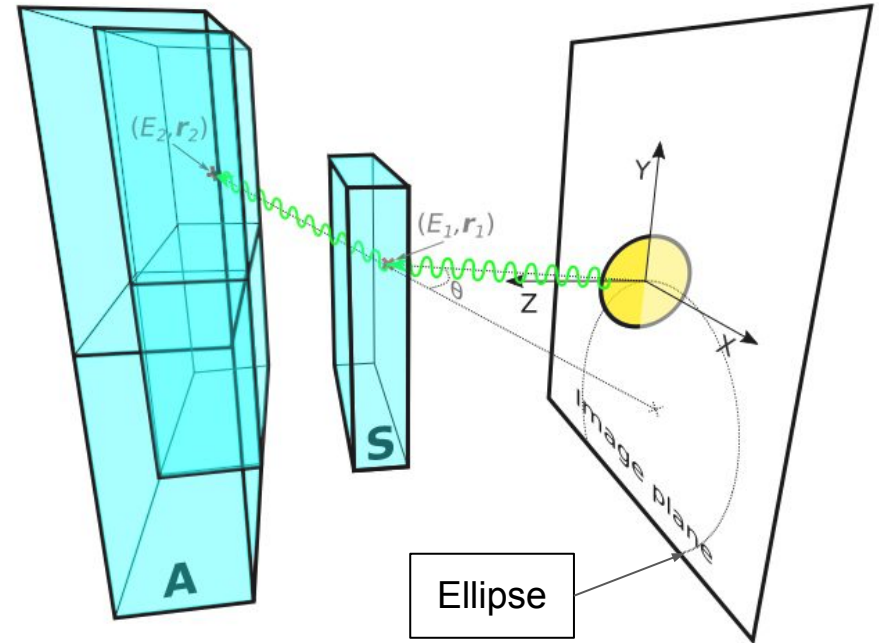 (E₂,r₂)
Y
(E₁,r₁)
θ
Z
X
Image plane
S
A
Ellipse